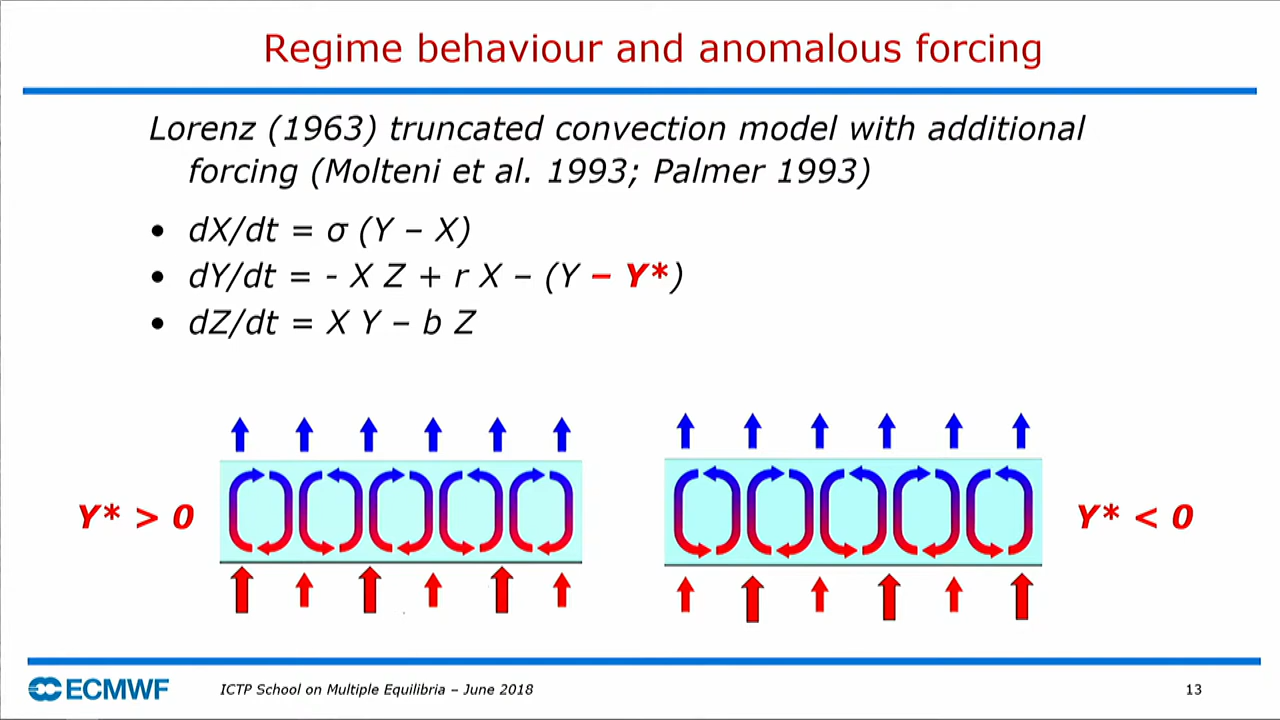 Regime behaviour and anomalous forcing
Lorenz (1963) truncated convection model with additional
forcing (Molteni et al. 1993; Palmer 1993)
• dX/dt = σ (Y – X)
• dY/dt = - X Z + r X – (Y – Y*)
• dZ/dt = X Y – b Z
Y* > 0
Y* < 0
ECMWF
ICTP School on Multiple Equilibria – June 2018
13